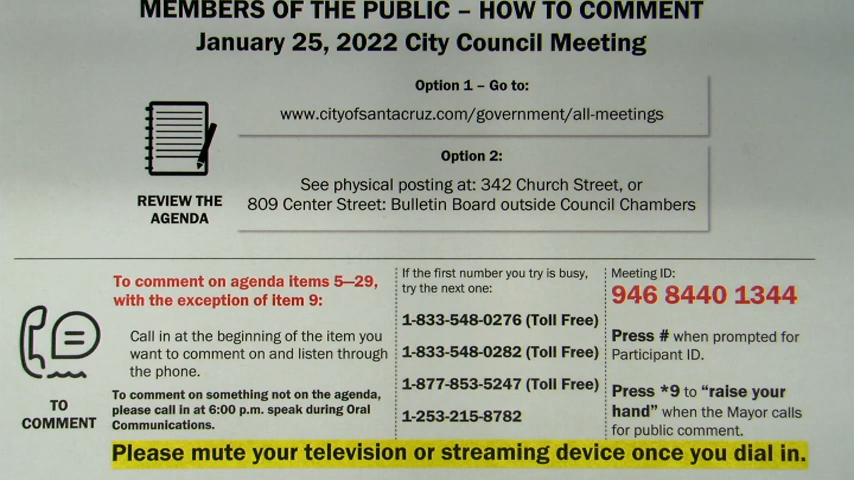 MEMBERS OF THE PUBLIC – HOW TO COMMENT
January 25, 2022 City Council Meeting
Option 1 – Go to:
www.cityofsantacruz.com/government/all-meetings
REVIEW THE
AGENDA
Option 2:
See physical posting at: 342 Church Street, or
809 Center Street: Bulletin Board outside Council Chambers
TO
COMMENT
To comment on agenda items 5—29,
with the exception of item 9:
Call in at the beginning of the item you
want to comment on and listen through
the phone.
To comment on something not on the agenda,
please call in at 6:00 p.m. speak during Oral
Communications.
If the first number you try is busy,
try the next one:
1-833-548-0276 (Toll Free)
1-833-548-0282 (Toll Free)
1-877-853-5247 (Toll Free)
1-253-215-8782
Meeting ID:
946 8440 1344
Press # when prompted for
Participant ID.
Press *9 to “raise your
hand” when the Mayor calls
for public comment.
Please mute your television or streaming device once you dial in.